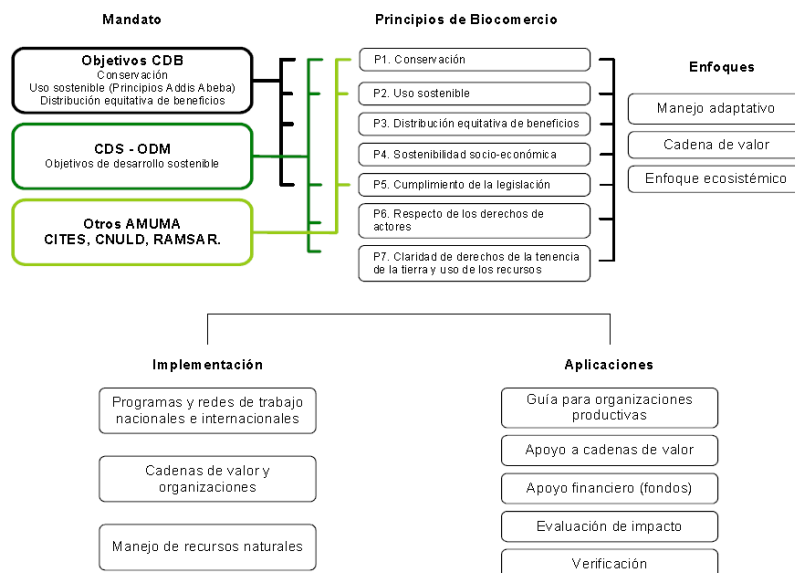 Mandato
Objetivos CDB
Conservación
Uso sostenible (Principios Addis Abeba)
Distribución equitativa de beneficios
CDS - ODM
Objetivos de desarrollo sostenible
Otros AMUMA
CITES, CNULD, RAMSAR.
Principios de Biocomercio
P1. Conservación
P2. Uso sostenible
P3. Distribución equitativa de beneficios
P4. Sostenibilidad socio-económica
P5. Cumplimiento de la legislación
P6. Respecto de los derechos de
actores
P7. Claridad de derechos de la tenencia
de la tierra y uso de los recursos
Enfoques
Manejo adaptativo
Cadena de valor
Enfoque ecosistémico
Implementación
Programas y redes de trabajo
nacionales e internacionales
Cadenas de valor y
organizaciones
Manejo de recursos naturales
Aplicaciones
Guía para organizaciones
productivas
Apoyo a cadenas de valor
Apoyo financiero (fondos)
Evaluación de impacto
Verificación